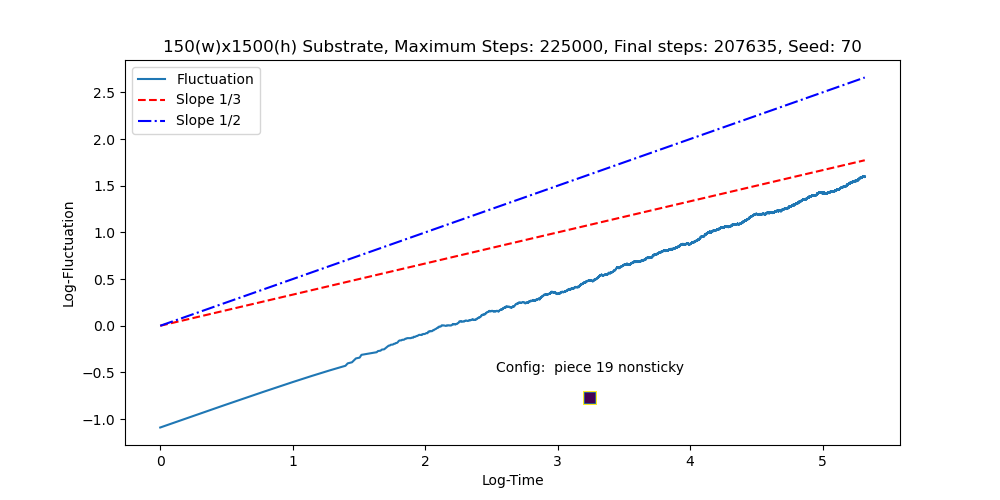 150(w)x1500(h) Substrate, Maximum Steps: 225000, Final steps: 207635, Seed: 70
Fluctuation
Slope 1/3
Slope 1/2
2.5
2.0
1.5
1.0
0.5
0.0
−0.5
−1.0
Log-Fluctuation
Config:  piece 19 nonsticky
0 1 2 3 4 5
Log-Time